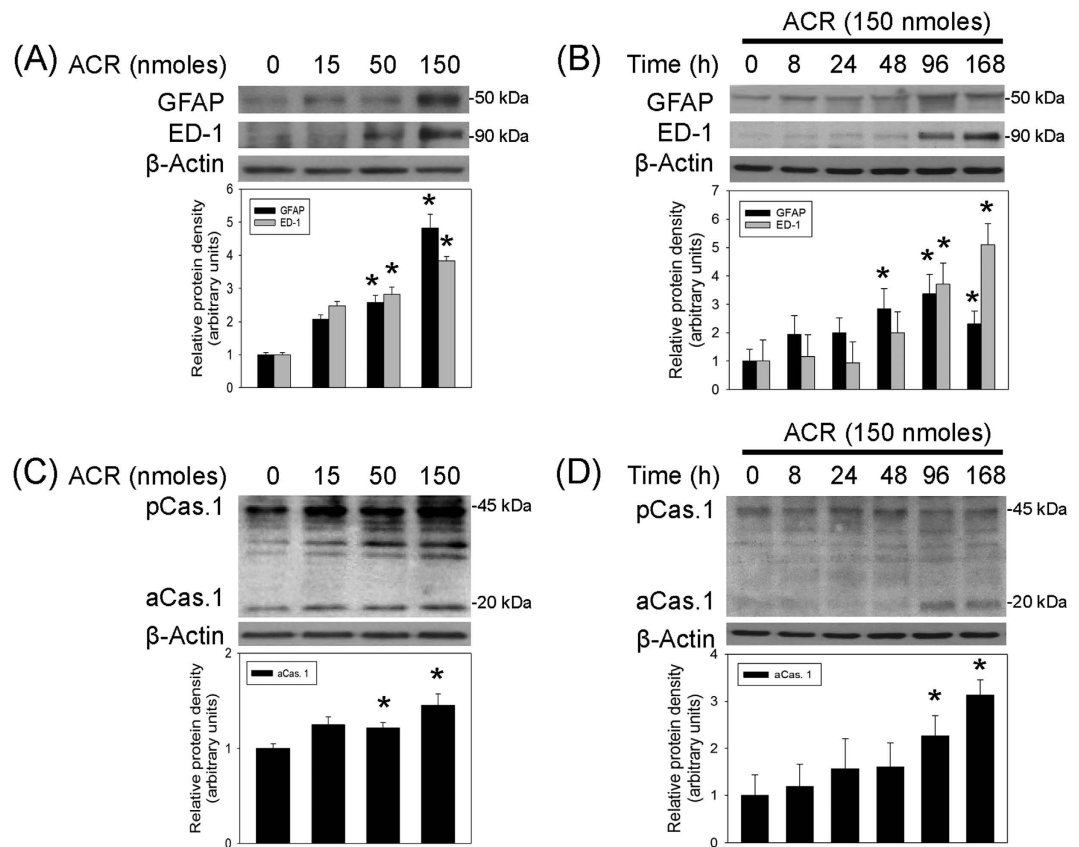 (A)
ACR (nmoles) 0 15 50 150
GFAP -50 kDa
ED-1 -90 kDa
β-Actin
Relative protein density
(arbitrary units)
6
5
4
3
2
1
0
GFAP
ED-1
* * * *
(B)
ACR (150 nmoles)
Time (h) 0 8 24 48 96 168
GFAP -50 kDa
ED-1 -90 kDa
β-Actin
Relative protein density
(arbitrary units)
7
6
5
4
3
2
1
0
GFAP
ED-1
* * * * *
(C)
ACR (nmoles) 0 15 50 150
pCas.1 -45 kDa
aCas.1 -20 kDa
β-Actin
Relative protein density
(arbitrary units)
2
1
0
aCas. 1
* *
(D)
ACR (150 nmoles)
Time (h) 0 8 24 48 96 168
pCas.1 -45 kDa
aCas.1 -20 kDa
β-Actin
Relative protein density
(arbitrary units)
4
3
2
1
0
aCas. 1
* *